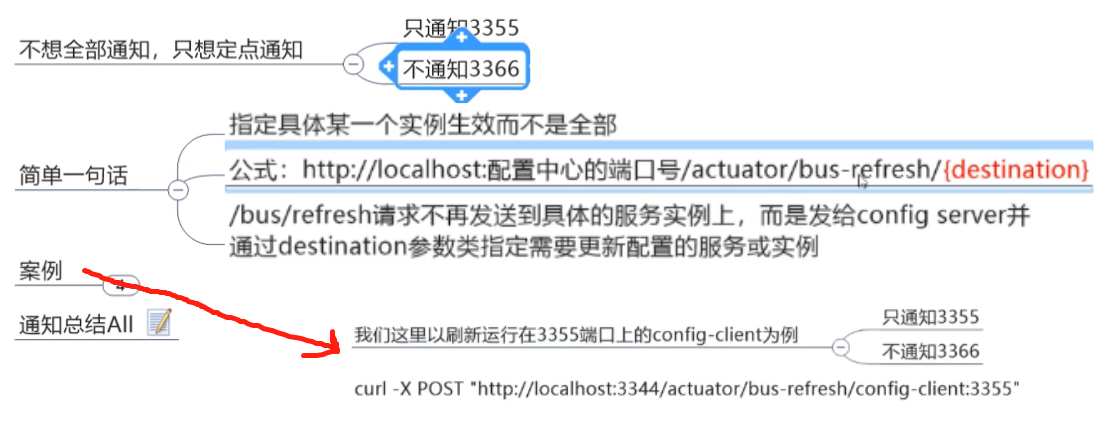 不想全部通知，只想定点通知
只通知3355
不通知3366
简单一句话
指定具体某一个实例生效而不是全部
公式：http://localhost:配置中心的端口号/actuator/bus-refresh/{destination}
/bus/refresh请求不再发送到具体的服务实例上，而是发给config server并
通过destination参数类指定需要更新配置的服务或实例
案例
4
通知总结All
我们这里以刷新运行在3355端口上的config-client为例
只通知3355
不通知3366
curl -X POST "http://localhost:3344/actuator/bus-refresh/config-client:3355"